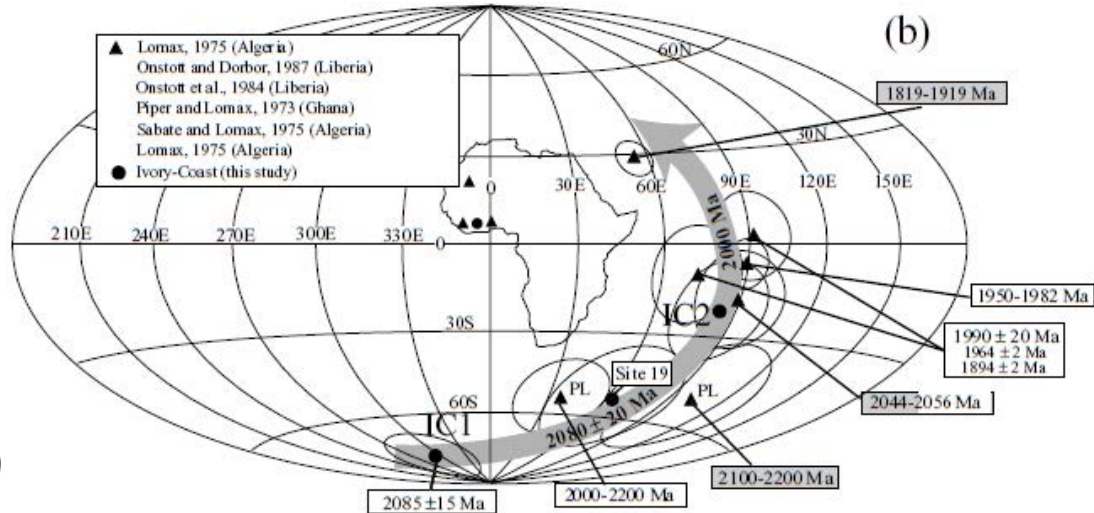 (b)
▲ Lomax, 1975 (Algeria)
Onstott and Dorbor, 1987 (Liberia)
Onstott et al., 1984 (Liberia)
Piper and Lomax, 1973 (Ghana)
Sabate and Lomax, 1975 (Algeria)
Lomax, 1975 (Algeria)
● Ivory-Coast (this study)
60N
1819-1919 Ma
30N
0 30E 60E 90E 120E 150E
210E 240E 270E 300E 330E 0
2000 Ma
1950-1982 Ma
30S
IC2
1990 ± 20 Ma
1964 ± 2 Ma
1894 ± 2 Ma
Site 19
PL
PL
2044-2056 Ma
60S
IC1
2080 ± 20 Ma
2100-2200 Ma
2085 ±15 Ma
2000-2200 Ma
)